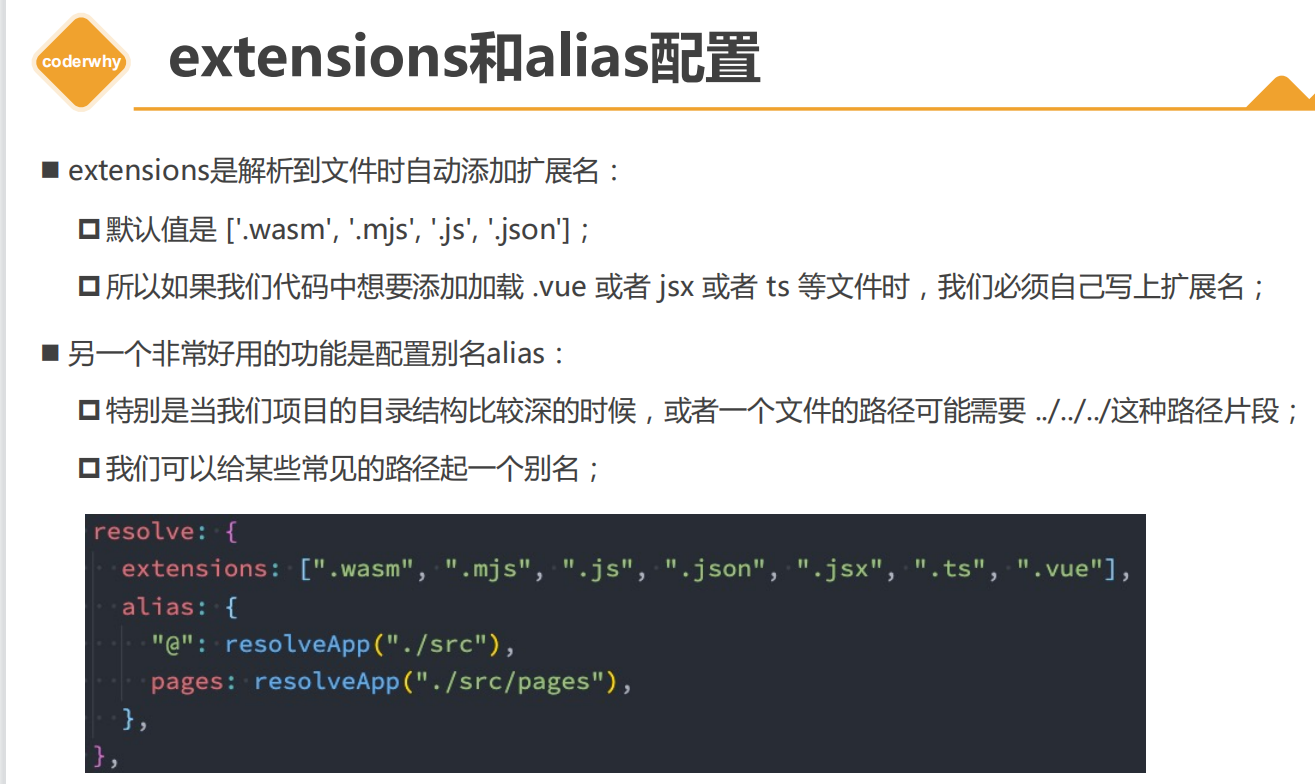 coderwhy
extensions和alias配置
extensions是解析到文件时自动添加扩展名：
默认值是 ['.wasm', '.mjs', '.js', '.json']；
所以如果我们代码中想要添加加载 .vue 或者 jsx 或者 ts 等文件时，我们必须自己写上扩展名；
另一个非常好用的功能是配置别名alias：
特别是当我们项目的目录结构比较深的时候，或者一个文件的路径可能需要 ../../../这种路径片段；
我们可以给某些常见的路径起一个别名；
resolve: {
extensions: [".wasm", ".mjs", ".js", ".json", ".jsx", ".ts", ".vue"],
alias: {
"@": resolveApp("./src"),
pages: resolveApp("./src/pages"),
},
},